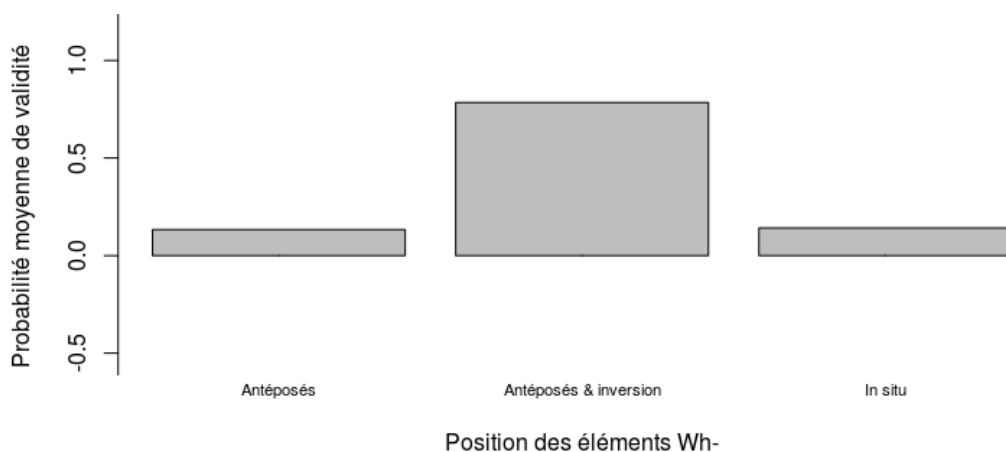 Probabilité moyenne de validité
1.0
0.5
0.0
-0.5
Antéposés
Antéposés & inversion
In situ
Position des éléments Wh-